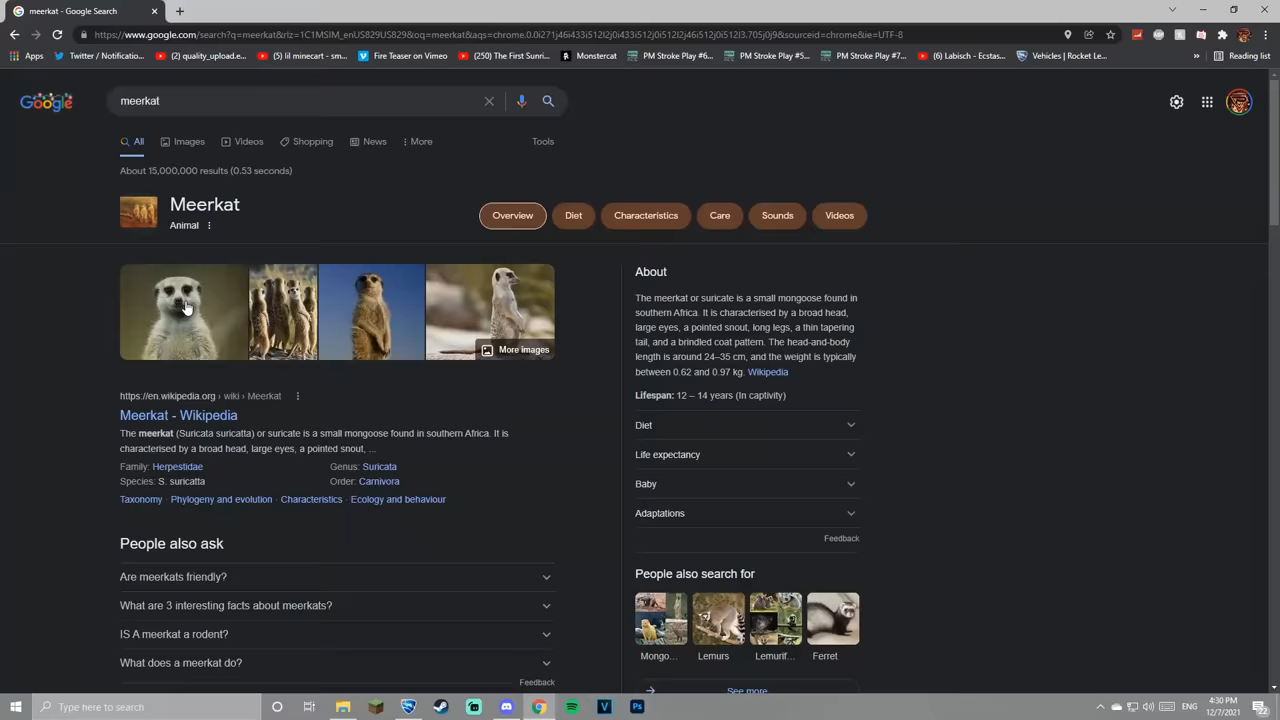 meerkat - Google Search
https://www.google.com/search?q=meerkat&rlz=1C1MSIM_enUS829US829&oq=meerkat&aqs=chrome.0.0i271j46i433i512l2j0i433i512j0i512l2j46i512j0i512l3.705j0j9&sourceid=chrome&ie=UTF-8
Apps
Twitter / Notificatio...
(2) quality_upload.e...
(5) lil minecart - sm...
Fire Teaser on Vimeo
(250) The First Sunri...
Monstercat
PM Stroke Play #6...
PM Stroke Play #5...
PM Stroke Play #7...
(6) Labisch - Ecstas...
Vehicles | Rocket Le...
»
Reading list
Google
meerkat
All
Images
Videos
Shopping
News
More
Tools
About 15,000,000 results (0.53 seconds)
Meerkat
Animal
Overview
Diet
Characteristics
Care
Sounds
Videos
More images
https://en.wikipedia.org › wiki › Meerkat
Meerkat - Wikipedia
The meerkat (Suricata suricatta) or suricate is a small mongoose found in southern Africa. It is
characterised by a broad head, large eyes, a pointed snout, ...
Family: Herpestidae
Genus: Suricata
Species: S. suricatta
Order: Carnivora
Taxonomy · Phylogeny and evolution · Characteristics · Ecology and behaviour
People also ask
Are meerkats friendly?
What are 3 interesting facts about meerkats?
IS A meerkat a rodent?
What does a meerkat do?
Feedback
About
The meerkat or suricate is a small mongoose found in
southern Africa. It is characterised by a broad head,
large eyes, a pointed snout, long legs, a thin tapering
tail, and a brindled coat pattern. The head-and-body
length is around 24–35 cm, and the weight is typically
between 0.62 and 0.97 kg. Wikipedia
Lifespan: 12 – 14 years (In captivity)
Diet
Life expectancy
Baby
Adaptations
Feedback
People also search for
Mongo...
Lemurs
Lemurif...
Ferret
See more
Type here to search
ENG
4:30 PM
12/7/2021
22